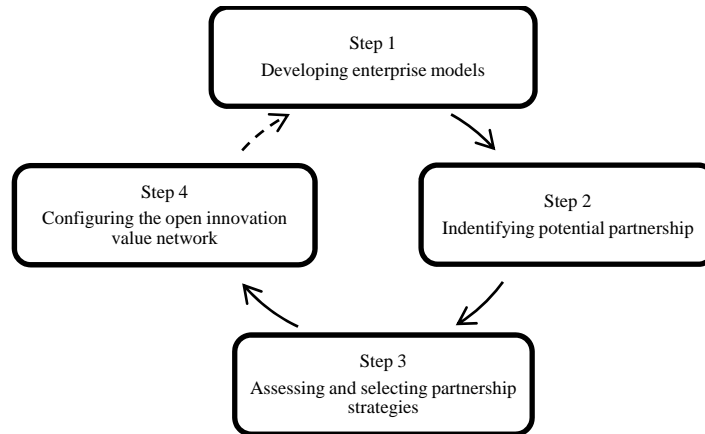 Step 1
Developing enterprise models
Step 2
Indentifying potential partnership
Step 3
Assessing and selecting partnership
strategies
Step 4
Configuring the open innovation
value network